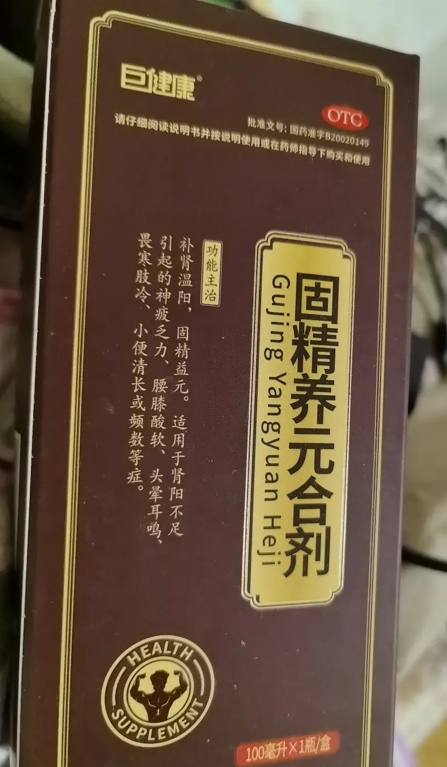 巨健康®
OTC
批准文号：国药准字B20020149
请仔细阅读说明书并按说明使用或在药师指导下购买和使用
固精养元合剂
Gujing Yangyuan Heji
功能主治
补肾温阳，固精益元。适用于肾阳不足
引起的神疲乏力、腰膝酸软、头晕耳鸣、
畏寒肢冷、小便清长或频数等症。
HEALTH
SUPPLEMENT
100毫升×1瓶/盒